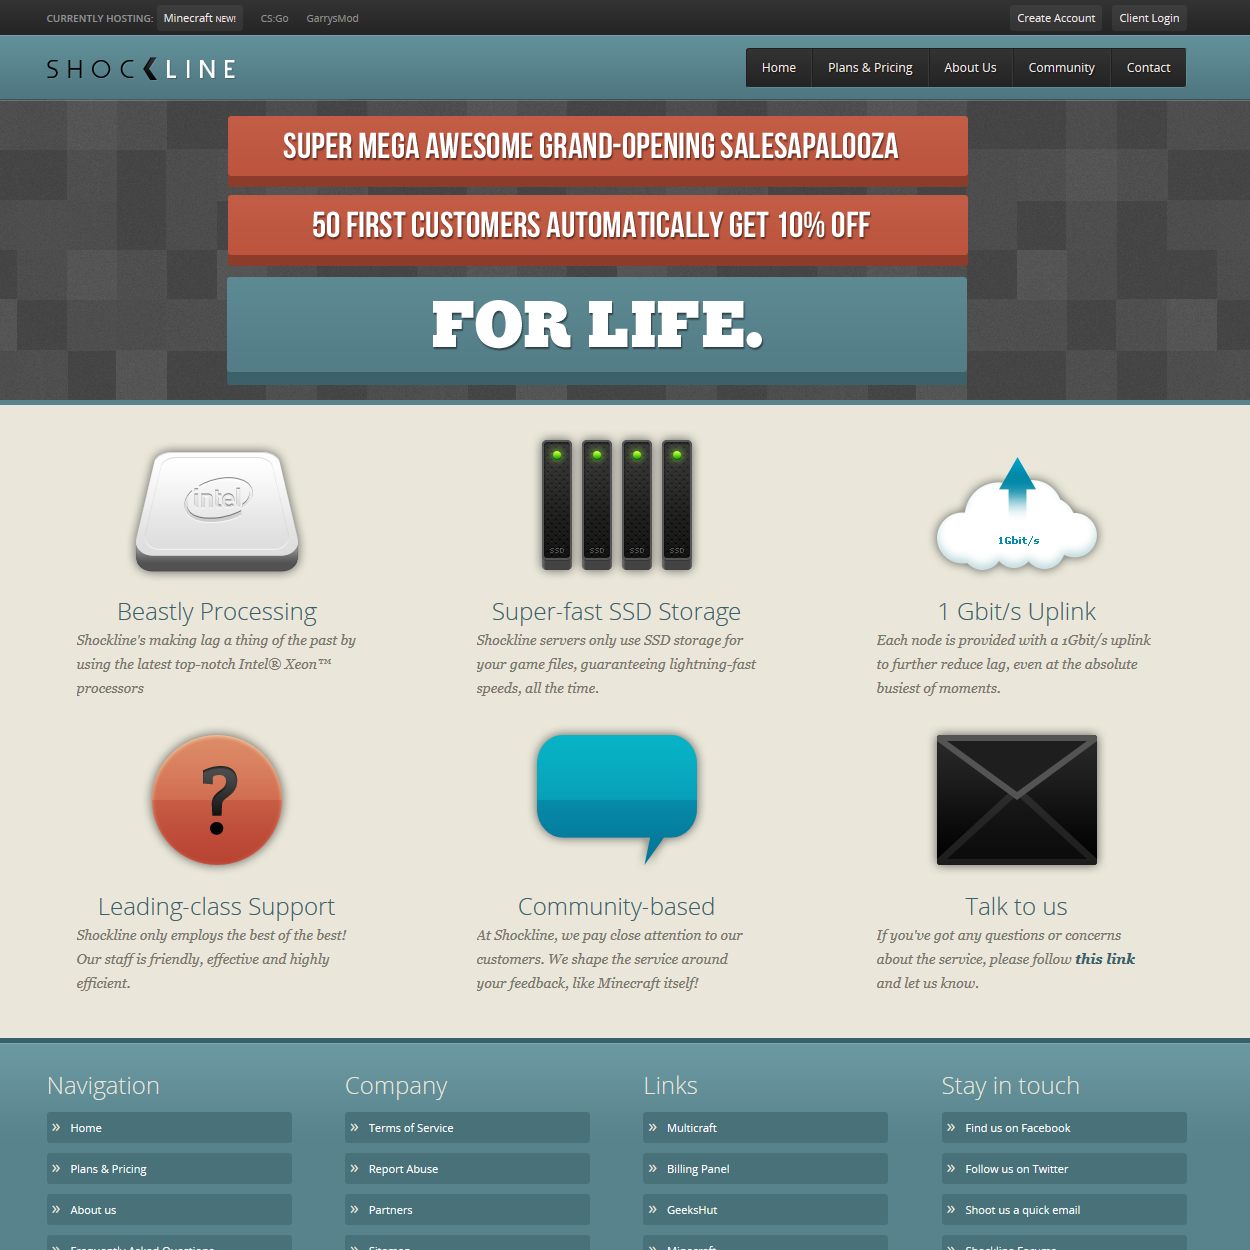 CURRENTLY HOSTING: Minecraft NEW! CS:Go GarrysMod Create Account Client Login
SHOCKLINE Home Plans & Pricing About Us Community Contact
SUPER MEGA AWESOME GRAND-OPENING SALESAPALOOZA
50 FIRST CUSTOMERS AUTOMATICALLY GET 10% OFF
FOR LIFE.
intel
SSD SSD SSD SSD
1Gbit/s
Beastly Processing
Shockline's making lag a thing of the past by
using the latest top-notch Intel® Xeon™
processors
Super-fast SSD Storage
Shockline servers only use SSD storage for
your game files, guaranteeing lightning-fast
speeds, all the time.
1 Gbit/s Uplink
Each node is provided with a 1Gbit/s uplink
to further reduce lag, even at the absolute
busiest of moments.
?
Leading-class Support
Shockline only employs the best of the best!
Our staff is friendly, effective and highly
efficient.
Community-based
At Shockline, we pay close attention to our
customers. We shape the service around
your feedback, like Minecraft itself!
Talk to us
If you've got any questions or concerns
about the service, please follow this link
and let us know.
Navigation
» Home
» Plans & Pricing
» About us
Company
» Terms of Service
» Report Abuse
» Partners
Links
» Multicraft
» Billing Panel
» GeeksHut
Stay in touch
» Find us on Facebook
» Follow us on Twitter
» Shoot us a quick email